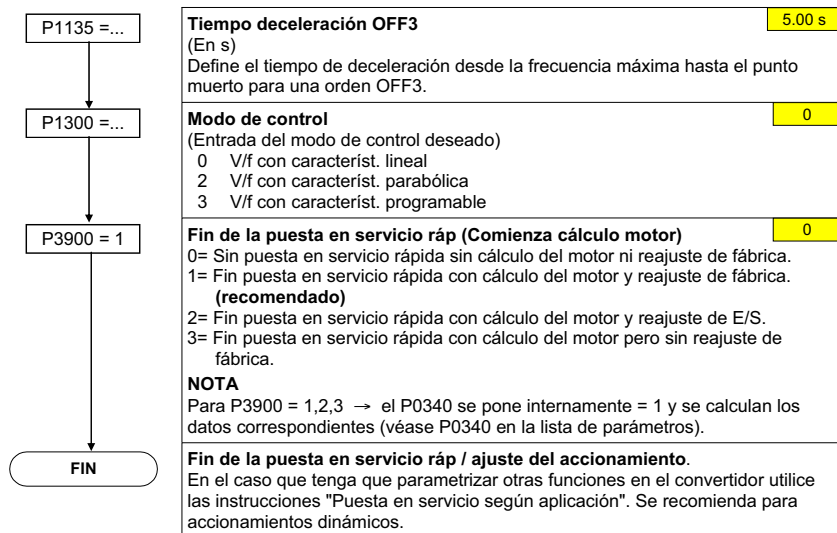 P1135 =...
Tiempo deceleración OFF3
5.00 s
(En s)
Define el tiempo de deceleración desde la frecuencia máxima hasta el punto
muerto para una orden OFF3.
P1300 =...
Modo de control
0
(Entrada del modo de control deseado)
0 V/f con característ. lineal
2 V/f con característ. parabólica
3 V/f con característ. programable
P3900 = 1
Fin de la puesta en servicio ráp (Comienza cálculo motor)
0
0= Sin puesta en servicio rápida sin cálculo del motor ni reajuste de fábrica.
1= Fin puesta en servicio rápida con cálculo del motor y reajuste de fábrica.
(recomendado)
2= Fin puesta en servicio rápida con cálculo del motor y reajuste de E/S.
3= Fin puesta en servicio rápida con cálculo del motor pero sin reajuste de
fábrica.
NOTA
Para P3900 = 1,2,3 → el P0340 se pone internamente = 1 y se calculan los
datos correspondientes (véase P0340 en la lista de parámetros).
FIN
Fin de la puesta en servicio ráp / ajuste del accionamiento.
En el caso que tenga que parametrizar otras funciones en el convertidor utilice
las instrucciones "Puesta en servicio según aplicación". Se recomienda para
accionamientos dinámicos.